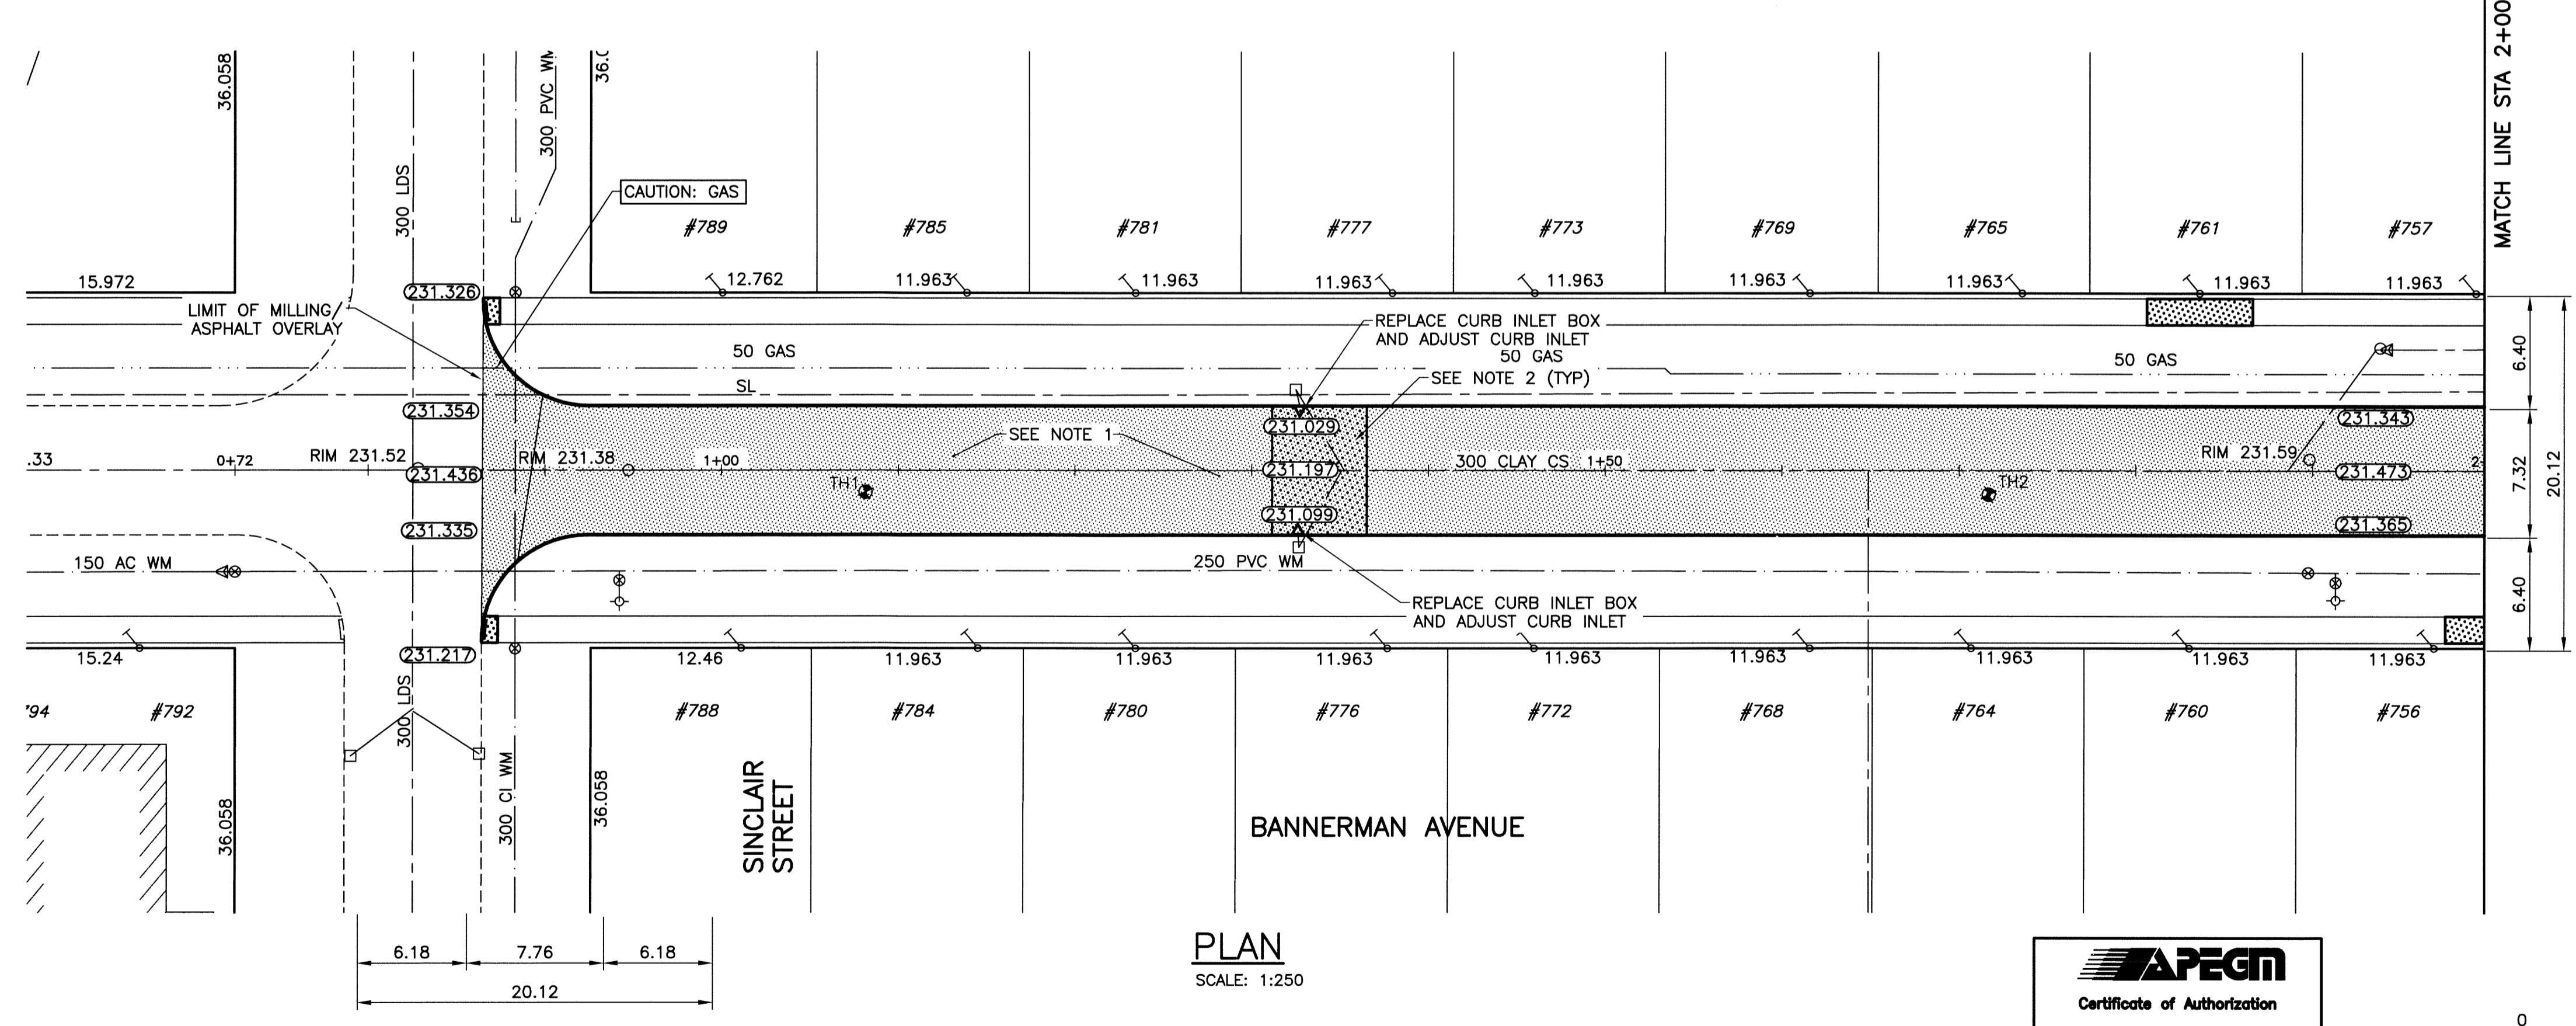 MATCH LINE STA 2+00
36.058
300 LDS
300 PVC
CAUTION: GAS
#789
#785
#781
#777
#773
#769
#765
#761
#757
15.972
12.762
11.963
11.963
11.963
11.963
11.963
11.963
11.963
11.963
231.326
LIMIT OF MILLING
ASPHALT OVERLAY
REPLACE CURB INLET BOX
AND ADJUST CURB INLET
50 GAS
50 GAS
50 GAS
SEE NOTE 2 (TYP)
SL
6.40
231.354
231.029
231.343
SEE NOTE 1
.33
0+72
RIM 231.52
RIM 231.38
1+00
231.436
231.197
300 CLAY CS
1+50
RIM 231.59
231.473
7.32
20.12
TH1
TH2
231.335
231.099
231.365
150 AC WM
250 PVC WM
6.40
REPLACE CURB INLET BOX
AND ADJUST CURB INLET
231.217
15.24
12.46
11.963
11.963
11.963
11.963
11.963
11.963
11.963
11.963
300 LDS
#792
#788
#784
#780
#776
#772
#768
#764
#760
#756
36.058
300 CI WM
36.058
SINCLAIR
STREET
BANNERMAN AVENUE
6.18
7.76
6.18
20.12
PLAN
SCALE: 1:250
APEGM
Certificate of Authorization